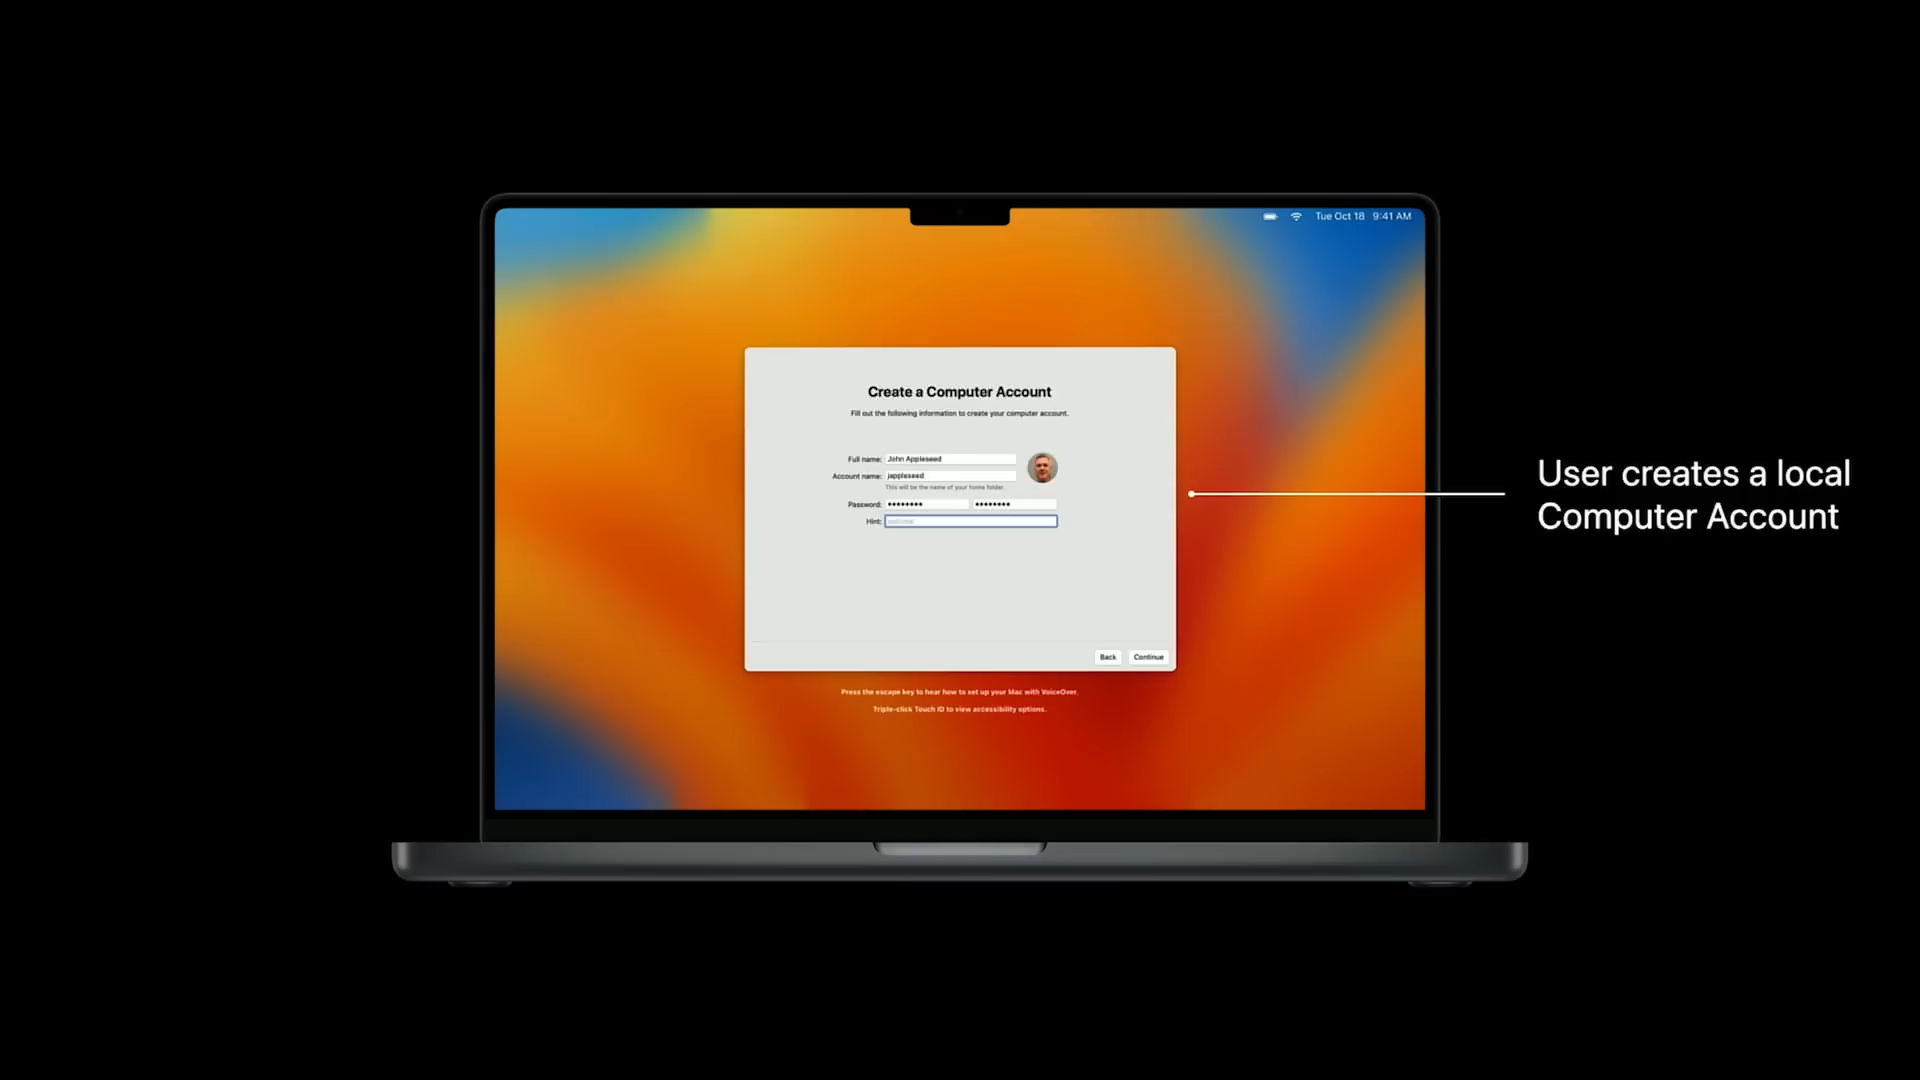 Tue Oct 18 9:41 AM
Create a Computer Account
Fill out the following information to create your computer account.
Full name: John Appleseed
Account name: jappleseed
This will be the name of your home folder.
Password: •••••••• ••••••••
Hint:
Back Continue
Press the escape key to hear how to set up your Mac with VoiceOver.
Triple-click Touch ID to view accessibility options.
User creates a local
Computer Account